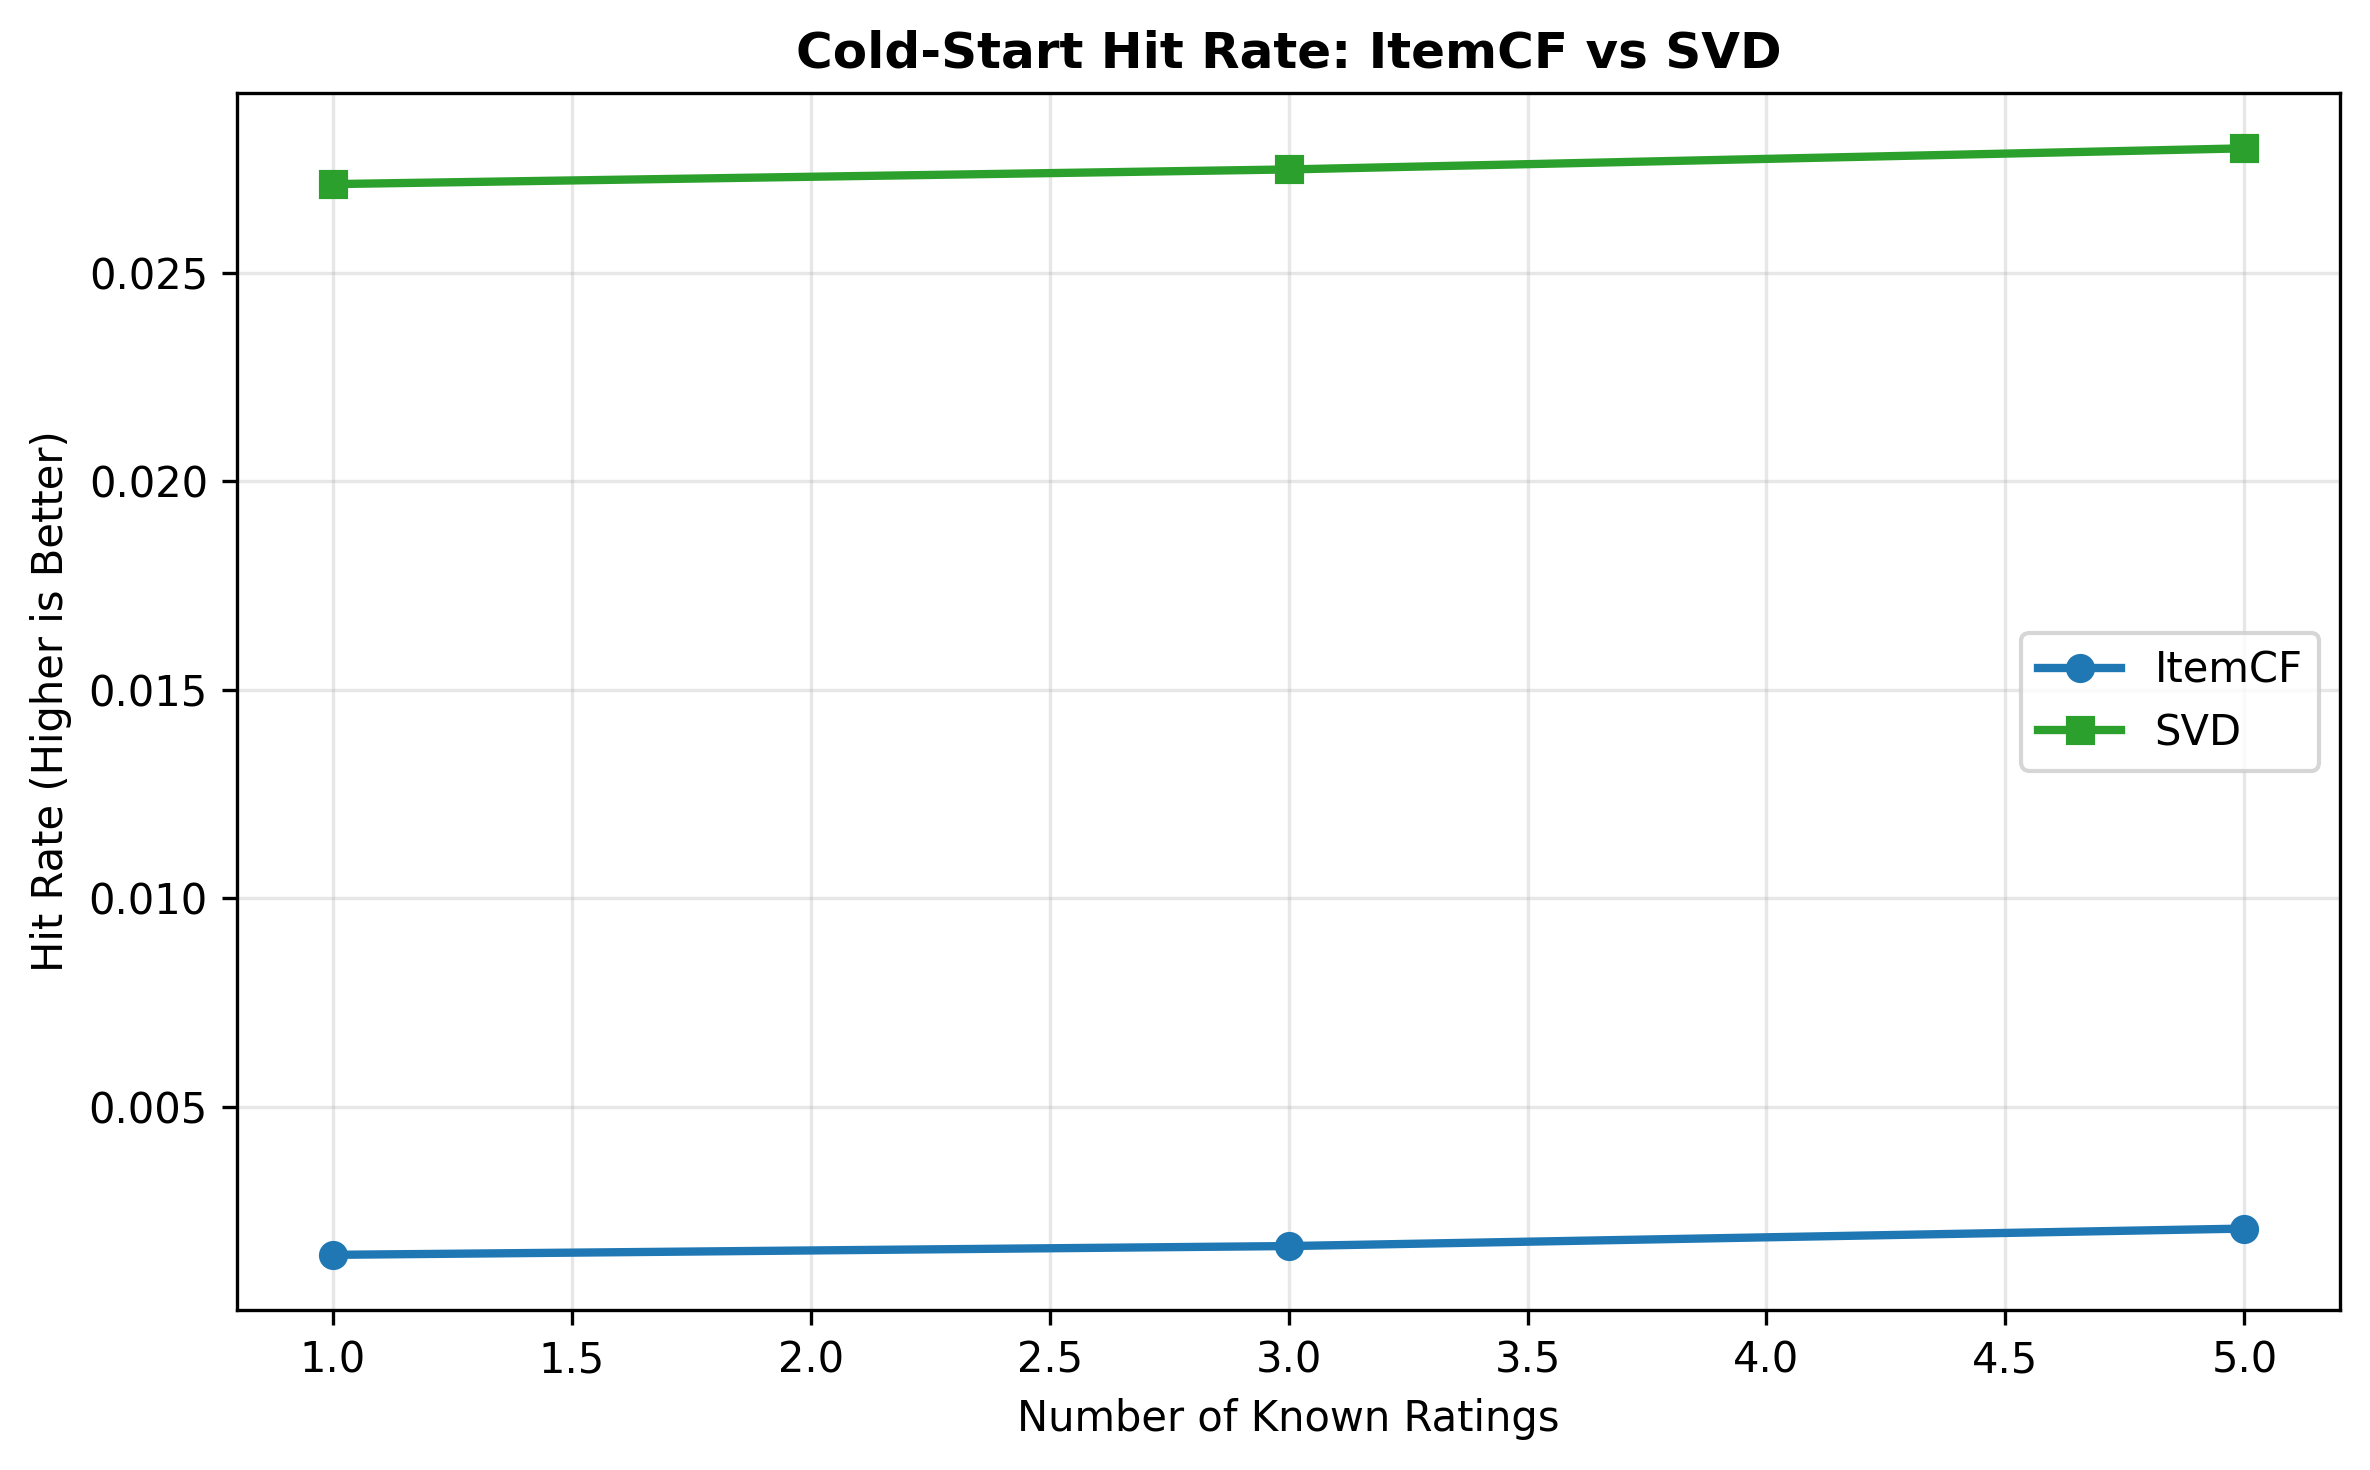 Cold-Start Hit Rate: ItemCF vs SVD
Hit Rate (Higher is Better)
0.025
0.020
0.015
0.010
0.005
ItemCF
SVD
1.0 1.5 2.0 2.5 3.0 3.5 4.0 4.5 5.0
Number of Known Ratings